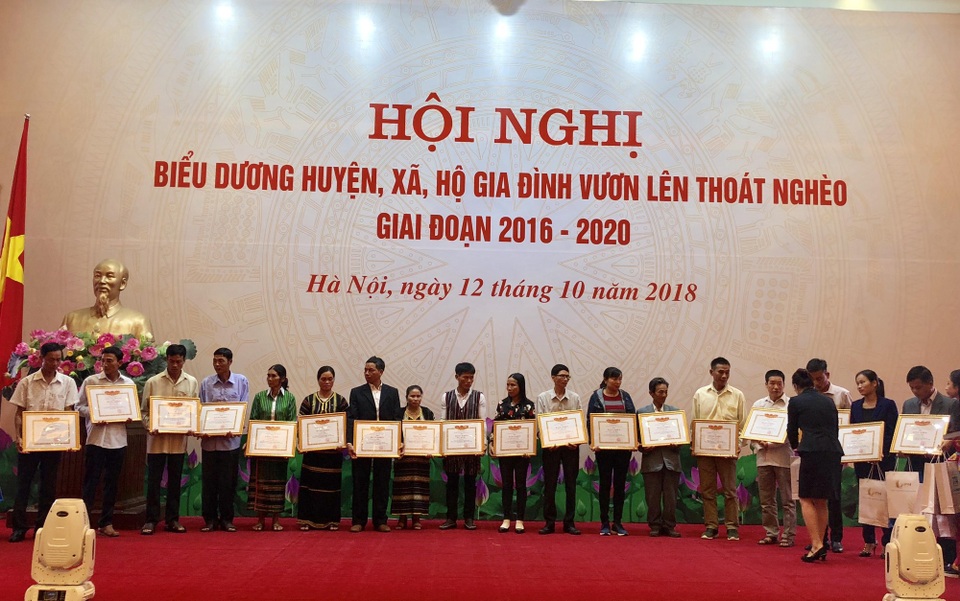 HỘI NGHỊ
BIỂU DƯƠNG HUYỆN, XÃ, HỘ GIA ĐÌNH VƯƠN LÊN THOÁT NGHÈO
GIAI ĐOẠN 2016 - 2020
Hà Nội, ngày 12 tháng 10 năm 2018